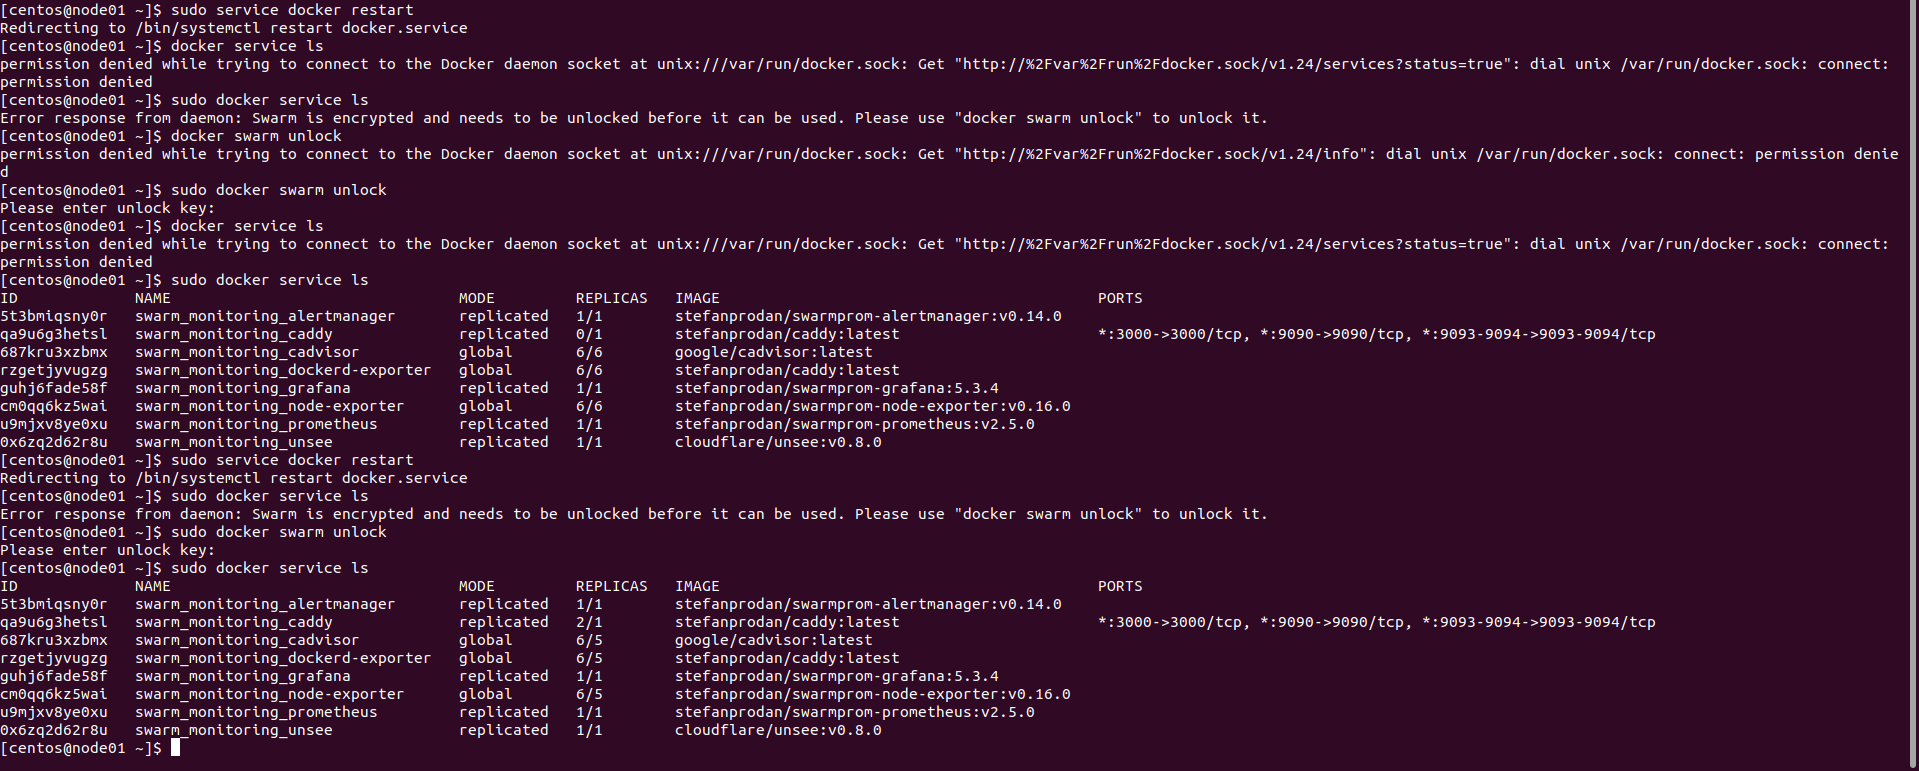 [centos@node01 ~]$ sudo service docker restart
Redirecting to /bin/systemctl restart docker.service
[centos@node01 ~]$ docker service ls
permission denied while trying to connect to the Docker daemon socket at unix:///var/run/docker.sock: Get "http://%2Fvar%2Frun%2Fdocker.sock/v1.24/services?status=true": dial unix /var/run/docker.sock: connect:
permission denied
[centos@node01 ~]$ sudo docker service ls
Error response from daemon: Swarm is encrypted and needs to be unlocked before it can be used. Please use "docker swarm unlock" to unlock it.
[centos@node01 ~]$ docker swarm unlock
permission denied while trying to connect to the Docker daemon socket at unix:///var/run/docker.sock: Get "http://%2Fvar%2Frun%2Fdocker.sock/v1.24/info": dial unix /var/run/docker.sock: connect: permission denie
d
[centos@node01 ~]$ sudo docker swarm unlock
Please enter unlock key:
[centos@node01 ~]$ docker service ls
permission denied while trying to connect to the Docker daemon socket at unix:///var/run/docker.sock: Get "http://%2Fvar%2Frun%2Fdocker.sock/v1.24/services?status=true": dial unix /var/run/docker.sock: connect:
permission denied
[centos@node01 ~]$ sudo docker service ls
ID             NAME                               MODE         REPLICAS   IMAGE                                          PORTS
5t3bmiqsny0r   swarm_monitoring_alertmanager      replicated   1/1        stefanprodan/swarmprom-alertmanager:v0.14.0
qa9u6g3hetsl   swarm_monitoring_caddy             replicated   0/1        stefanprodan/caddy:latest                      *:3000->3000/tcp, *:9090->9090/tcp, *:9093-9094->9093-9094/tcp
687kru3xzbmx   swarm_monitoring_cadvisor          global       6/6        google/cadvisor:latest
rzgetjyvugzg   swarm_monitoring_dockerd-exporter   global       6/6        stefanprodan/caddy:latest
guhj6fade58f   swarm_monitoring_grafana           replicated   1/1        stefanprodan/swarmprom-grafana:5.3.4
cm0qq6kz5wai   swarm_monitoring_node-exporter     global       6/6        stefanprodan/swarmprom-node-exporter:v0.16.0
u9mjxv8ye0xu   swarm_monitoring_prometheus        replicated   1/1        stefanprodan/swarmprom-prometheus:v2.5.0
0x6zq2d62r8u   swarm_monitoring_unsee             replicated   1/1        cloudflare/unsee:v0.8.0
[centos@node01 ~]$ sudo service docker restart
Redirecting to /bin/systemctl restart docker.service
[centos@node01 ~]$ sudo docker service ls
Error response from daemon: Swarm is encrypted and needs to be unlocked before it can be used. Please use "docker swarm unlock" to unlock it.
[centos@node01 ~]$ sudo docker swarm unlock
Please enter unlock key:
[centos@node01 ~]$ sudo docker service ls
ID             NAME                               MODE         REPLICAS   IMAGE                                          PORTS
5t3bmiqsny0r   swarm_monitoring_alertmanager      replicated   1/1        stefanprodan/swarmprom-alertmanager:v0.14.0
qa9u6g3hetsl   swarm_monitoring_caddy             replicated   2/1        stefanprodan/caddy:latest                      *:3000->3000/tcp, *:9090->9090/tcp, *:9093-9094->9093-9094/tcp
687kru3xzbmx   swarm_monitoring_cadvisor          global       6/5        google/cadvisor:latest
rzgetjyvugzg   swarm_monitoring_dockerd-exporter   global       6/5        stefanprodan/caddy:latest
guhj6fade58f   swarm_monitoring_grafana           replicated   1/1        stefanprodan/swarmprom-grafana:5.3.4
cm0qq6kz5wai   swarm_monitoring_node-exporter     global       6/5        stefanprodan/swarmprom-node-exporter:v0.16.0
u9mjxv8ye0xu   swarm_monitoring_prometheus        replicated   1/1        stefanprodan/swarmprom-prometheus:v2.5.0
0x6zq2d62r8u   swarm_monitoring_unsee             replicated   1/1        cloudflare/unsee:v0.8.0
[centos@node01 ~]$